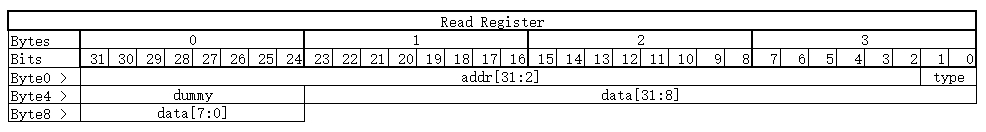 Read Register
Bytes 0 1 2 3
Bits 31 30 29 28 27 26 25 24 23 22 21 20 19 18 17 16 15 14 13 12 11 10 9 8 7 6 5 4 3 2 1 0
Byte0 > addr[31:2] type
Byte4 > dummy data[31:8]
Byte8 > data[7:0]